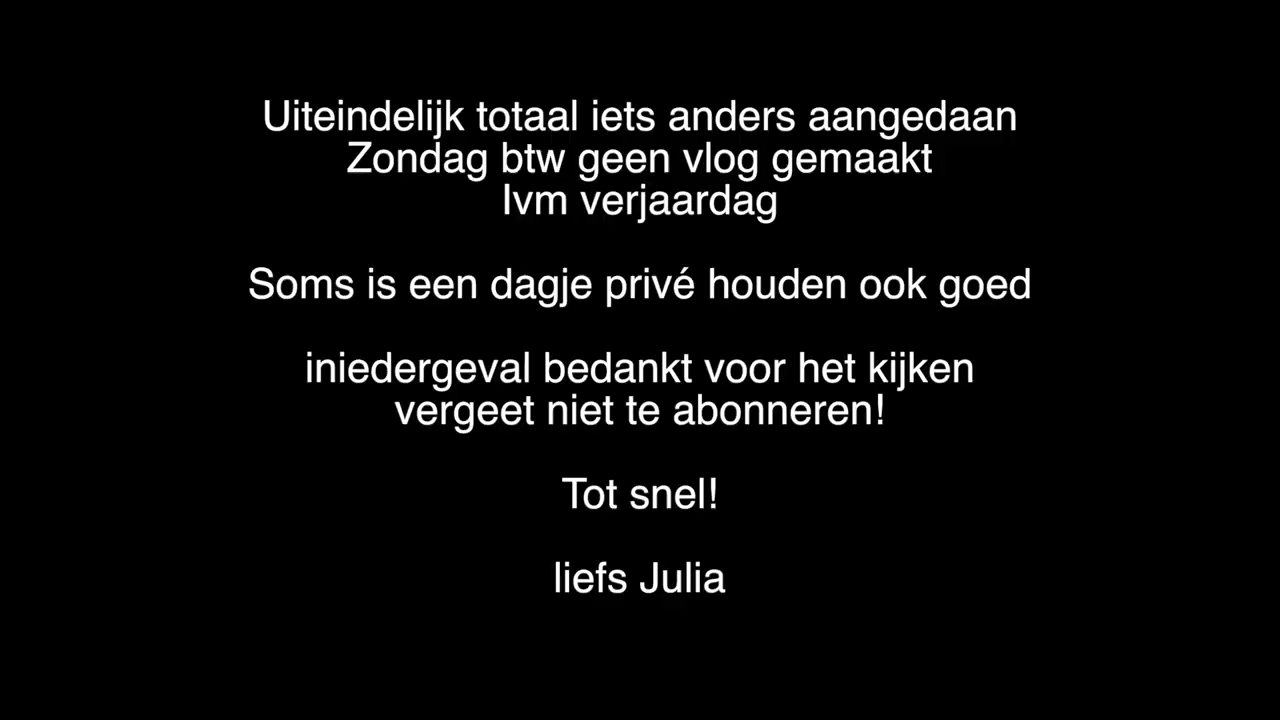 Uiteindelijk totaal iets anders aangedaan
Zondag btw geen vlog gemaakt
Ivm verjaardag
Soms is een dagje privé houden ook goed
iniedergeval bedankt voor het kijken
vergeet niet te abonneren!
Tot snel!
liefs Julia